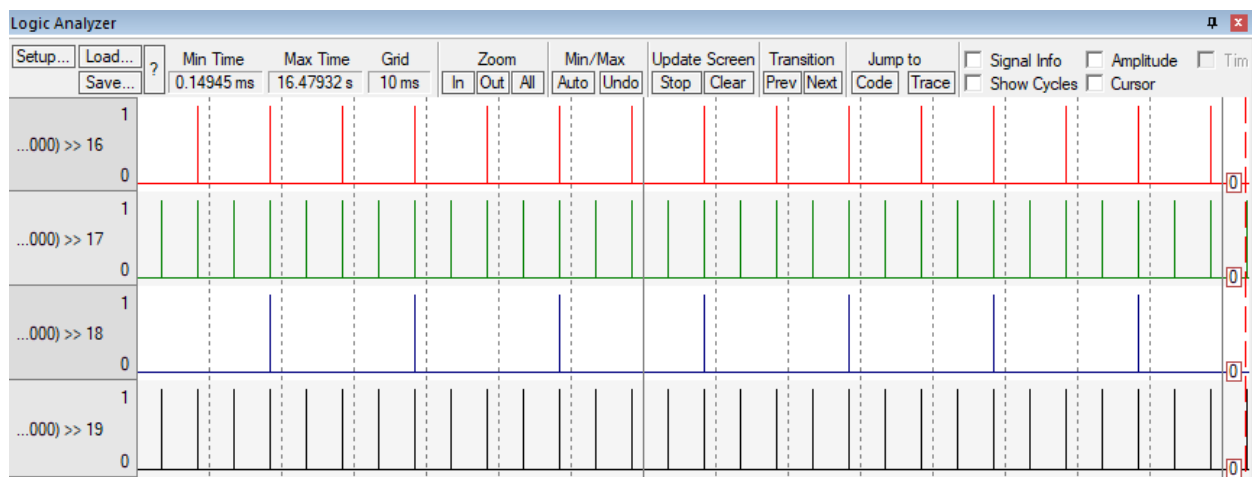 Logic Analyzer
Setup... Load... ? Min Time Max Time Grid Zoom Min/Max Update Screen Transition Jump to Signal Info Amplitude Tim
Save... 0.14945 ms 16.47932 s 10 ms In Out All Auto Undo Stop Clear Prev Next Code Trace Show Cycles Cursor
1
...000) >> 16
0
0
1
...000) >> 17
0
0
1
...000) >> 18
0
0
1
...000) >> 19
0
0